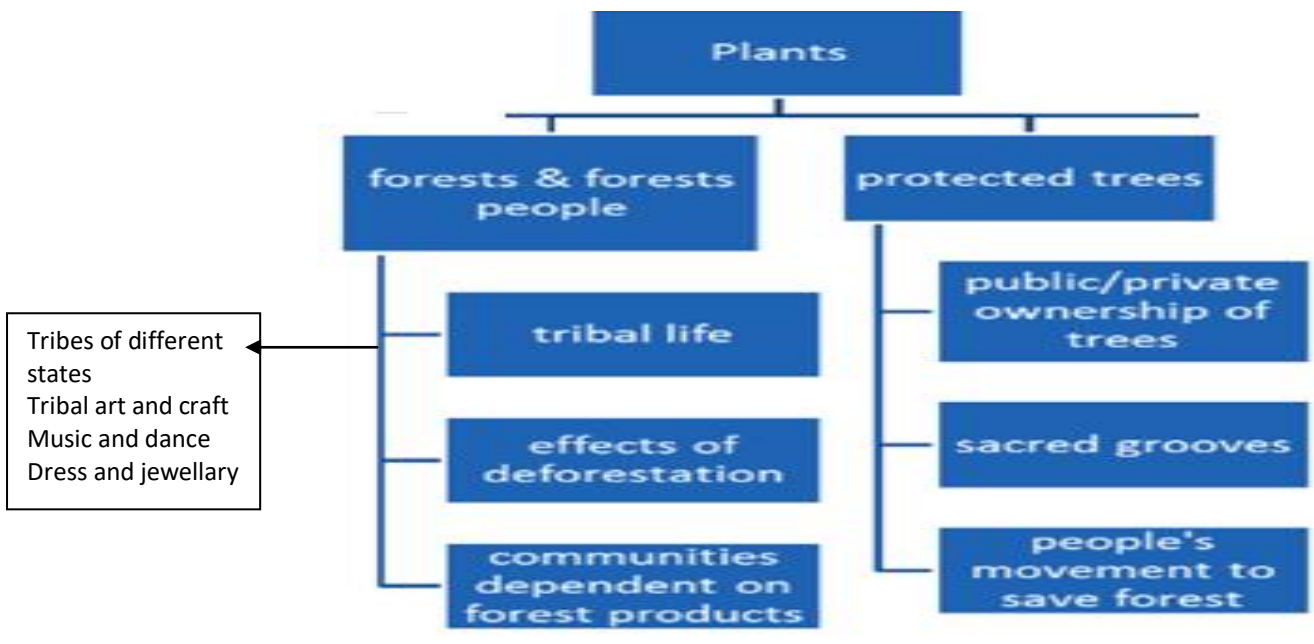 Plants
forests & forests
people
protected trees
tribal life
effects of
deforestation
communities
dependent on
forest products
public/private
ownership of
trees
sacred grooves
people's
movement to
save forest
Tribes of different
states
Tribal art and craft
Music and dance
Dress and jewellary